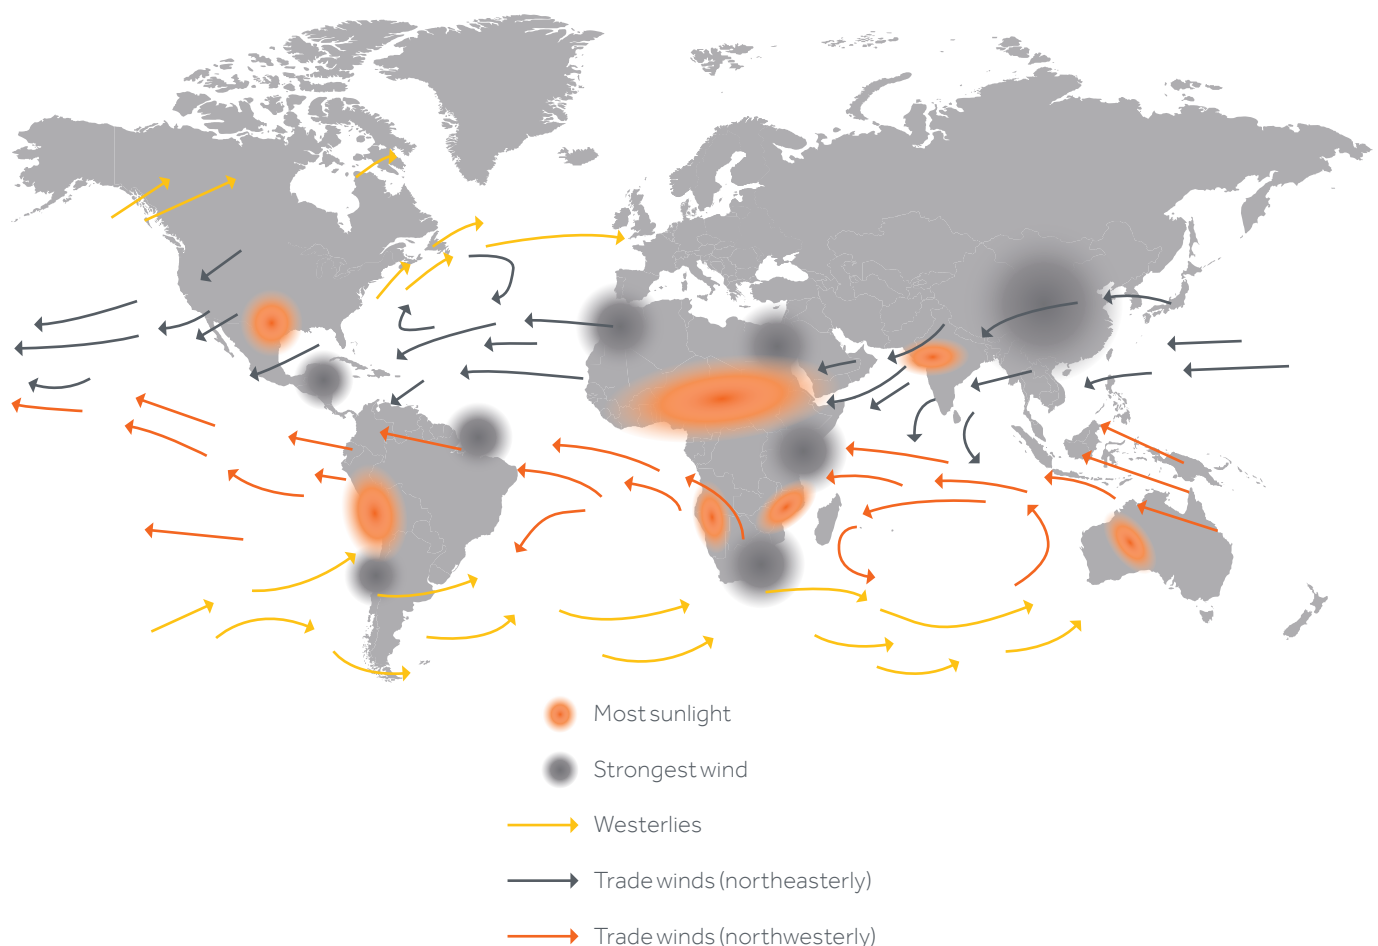 Most sunlight
Strongest wind
Westerlies
Trade winds (northeasterly)
Trade winds (northwesterly)